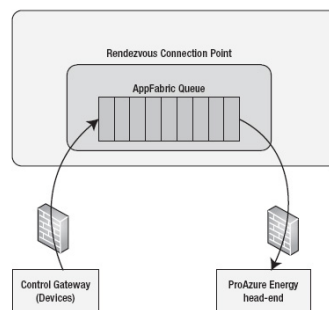 Rendezvous Connection Point
AppFabric Queue
Control Gateway
(Devices)
ProAzure Energy
head-end